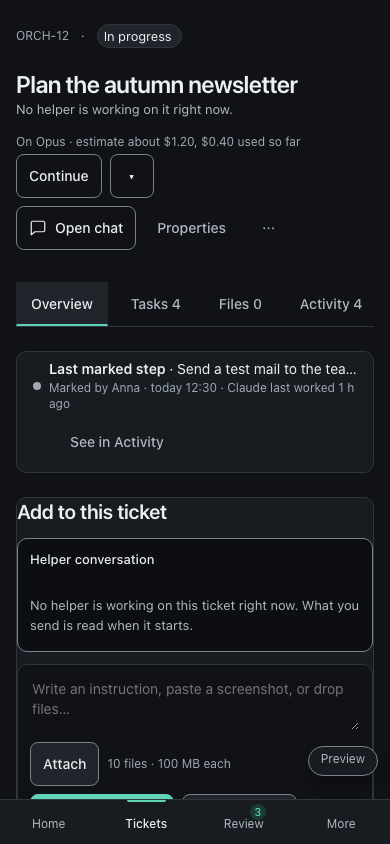 ORCH-12 · In progress
Plan the autumn newsletter
No helper is working on it right now.
On Opus · estimate about $1.20, $0.40 used so far
Continue ▾
Open chat Properties ···
Overview Tasks 4 Files 0 Activity 4
Last marked step · Send a test mail to the tea…
Marked by Anna · today 12:30 · Claude last worked 1 h
ago
See in Activity
Add to this ticket
Helper conversation
No helper is working on this ticket right now. What you
send is read when it starts.
Write an instruction, paste a screenshot, or drop
files…
Attach 10 files · 100 MB each
Preview
Home Tickets Review 3 More